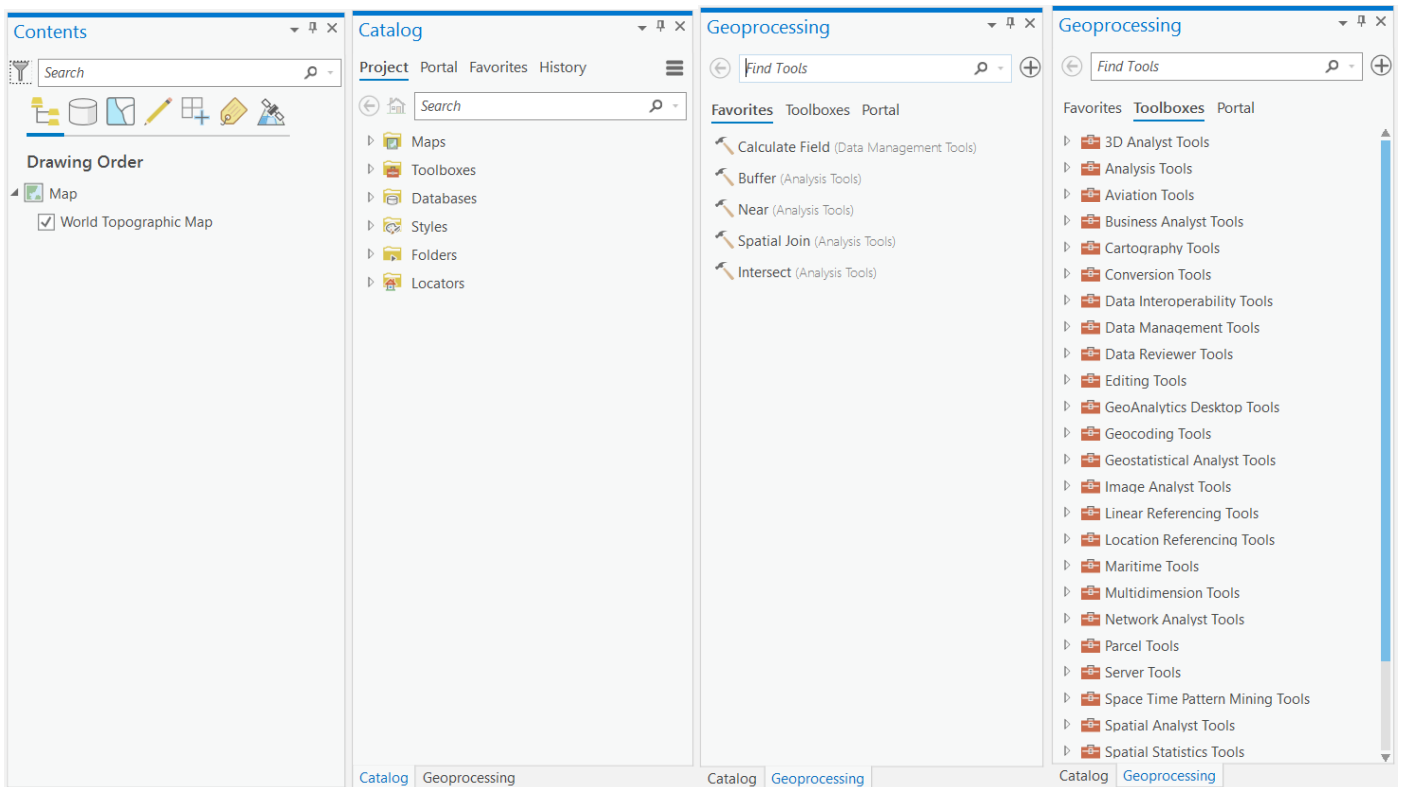 Contents
Search
Drawing Order
Map
World Topographic Map
Catalog
Project Portal Favorites History
Search
Maps
Toolboxes
Databases
Styles
Folders
Locators
Catalog Geoprocessing
Geoprocessing
Find Tools
Favorites Toolboxes Portal
Calculate Field (Data Management Tools)
Buffer (Analysis Tools)
Near (Analysis Tools)
Spatial Join (Analysis Tools)
Intersect (Analysis Tools)
Catalog Geoprocessing
Geoprocessing
Find Tools
Favorites Toolboxes Portal
3D Analyst Tools
Analysis Tools
Aviation Tools
Business Analyst Tools
Cartography Tools
Conversion Tools
Data Interoperability Tools
Data Management Tools
Data Reviewer Tools
Editing Tools
GeoAnalytics Desktop Tools
Geocoding Tools
Geostatistical Analyst Tools
Image Analyst Tools
Linear Referencing Tools
Location Referencing Tools
Maritime Tools
Multidimension Tools
Network Analyst Tools
Parcel Tools
Server Tools
Space Time Pattern Mining Tools
Spatial Analyst Tools
Spatial Statistics Tools
Catalog Geoprocessing